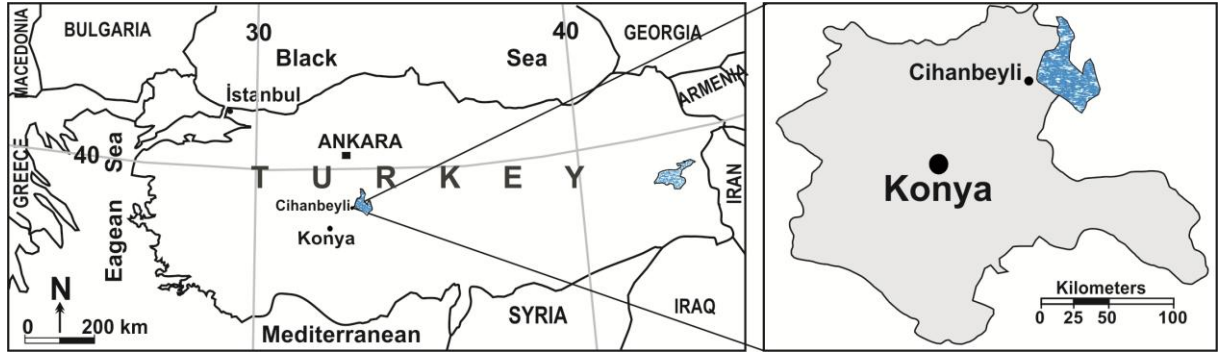 MACEDONIA
BULGARIA
30
Black Sea
40
GEORGIA
ARMENIA
İstanbul
GREECE
40
Eagean Sea
ANKARA
TURKEY
IRAN
Cihanbeyli
Konya
N
0 200 km
Mediterranean
SYRIA
IRAQ
Cihanbeyli
Konya
Kilometers
0 25 50 100